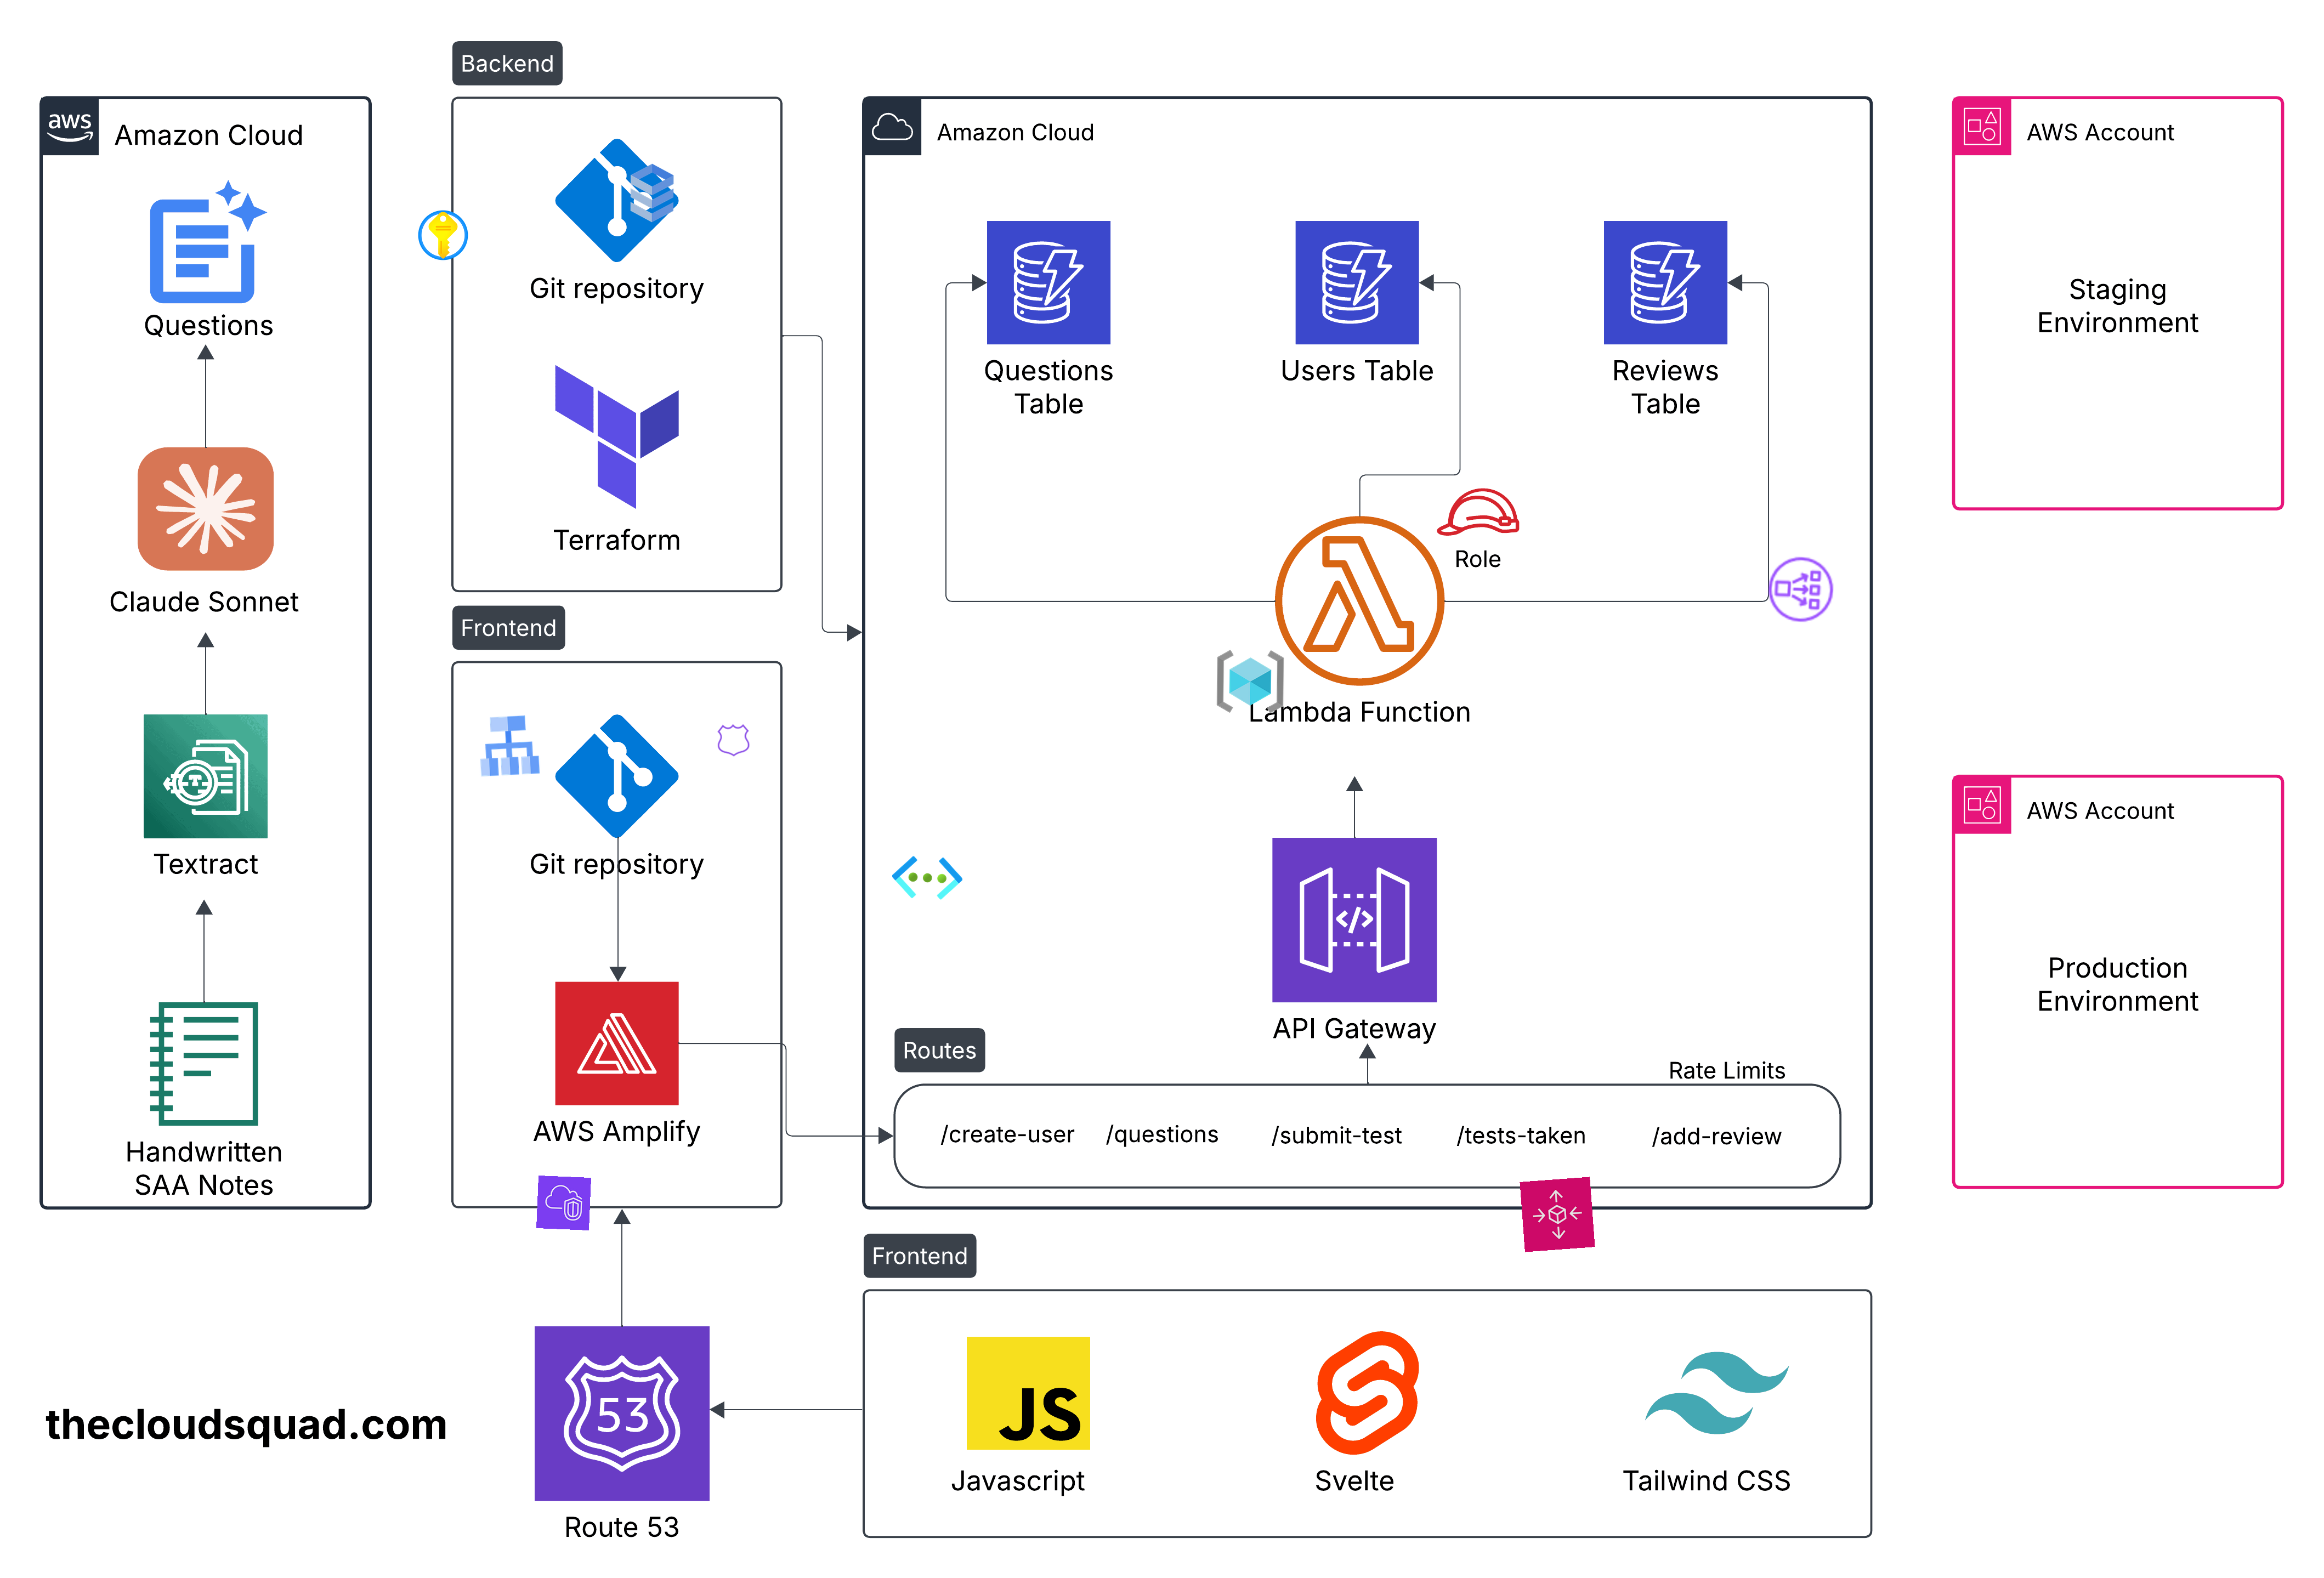 Backend
aws
Amazon Cloud
Questions
Claude Sonnet
Textract
Handwritten
SAA Notes
Git repository
Terraform
Frontend
Git repository
AWS Amplify
Amazon Cloud
Questions
Table
Users Table
Reviews
Table
Role
Lambda Function
</>
API Gateway
Routes
Rate Limits
/create-user
/questions
/submit-test
/tests-taken
/add-review
AWS Account
Staging
Environment
AWS Account
Production
Environment
thecloudsquad.com
53
Route 53
Frontend
JS
Javascript
Svelte
Tailwind CSS